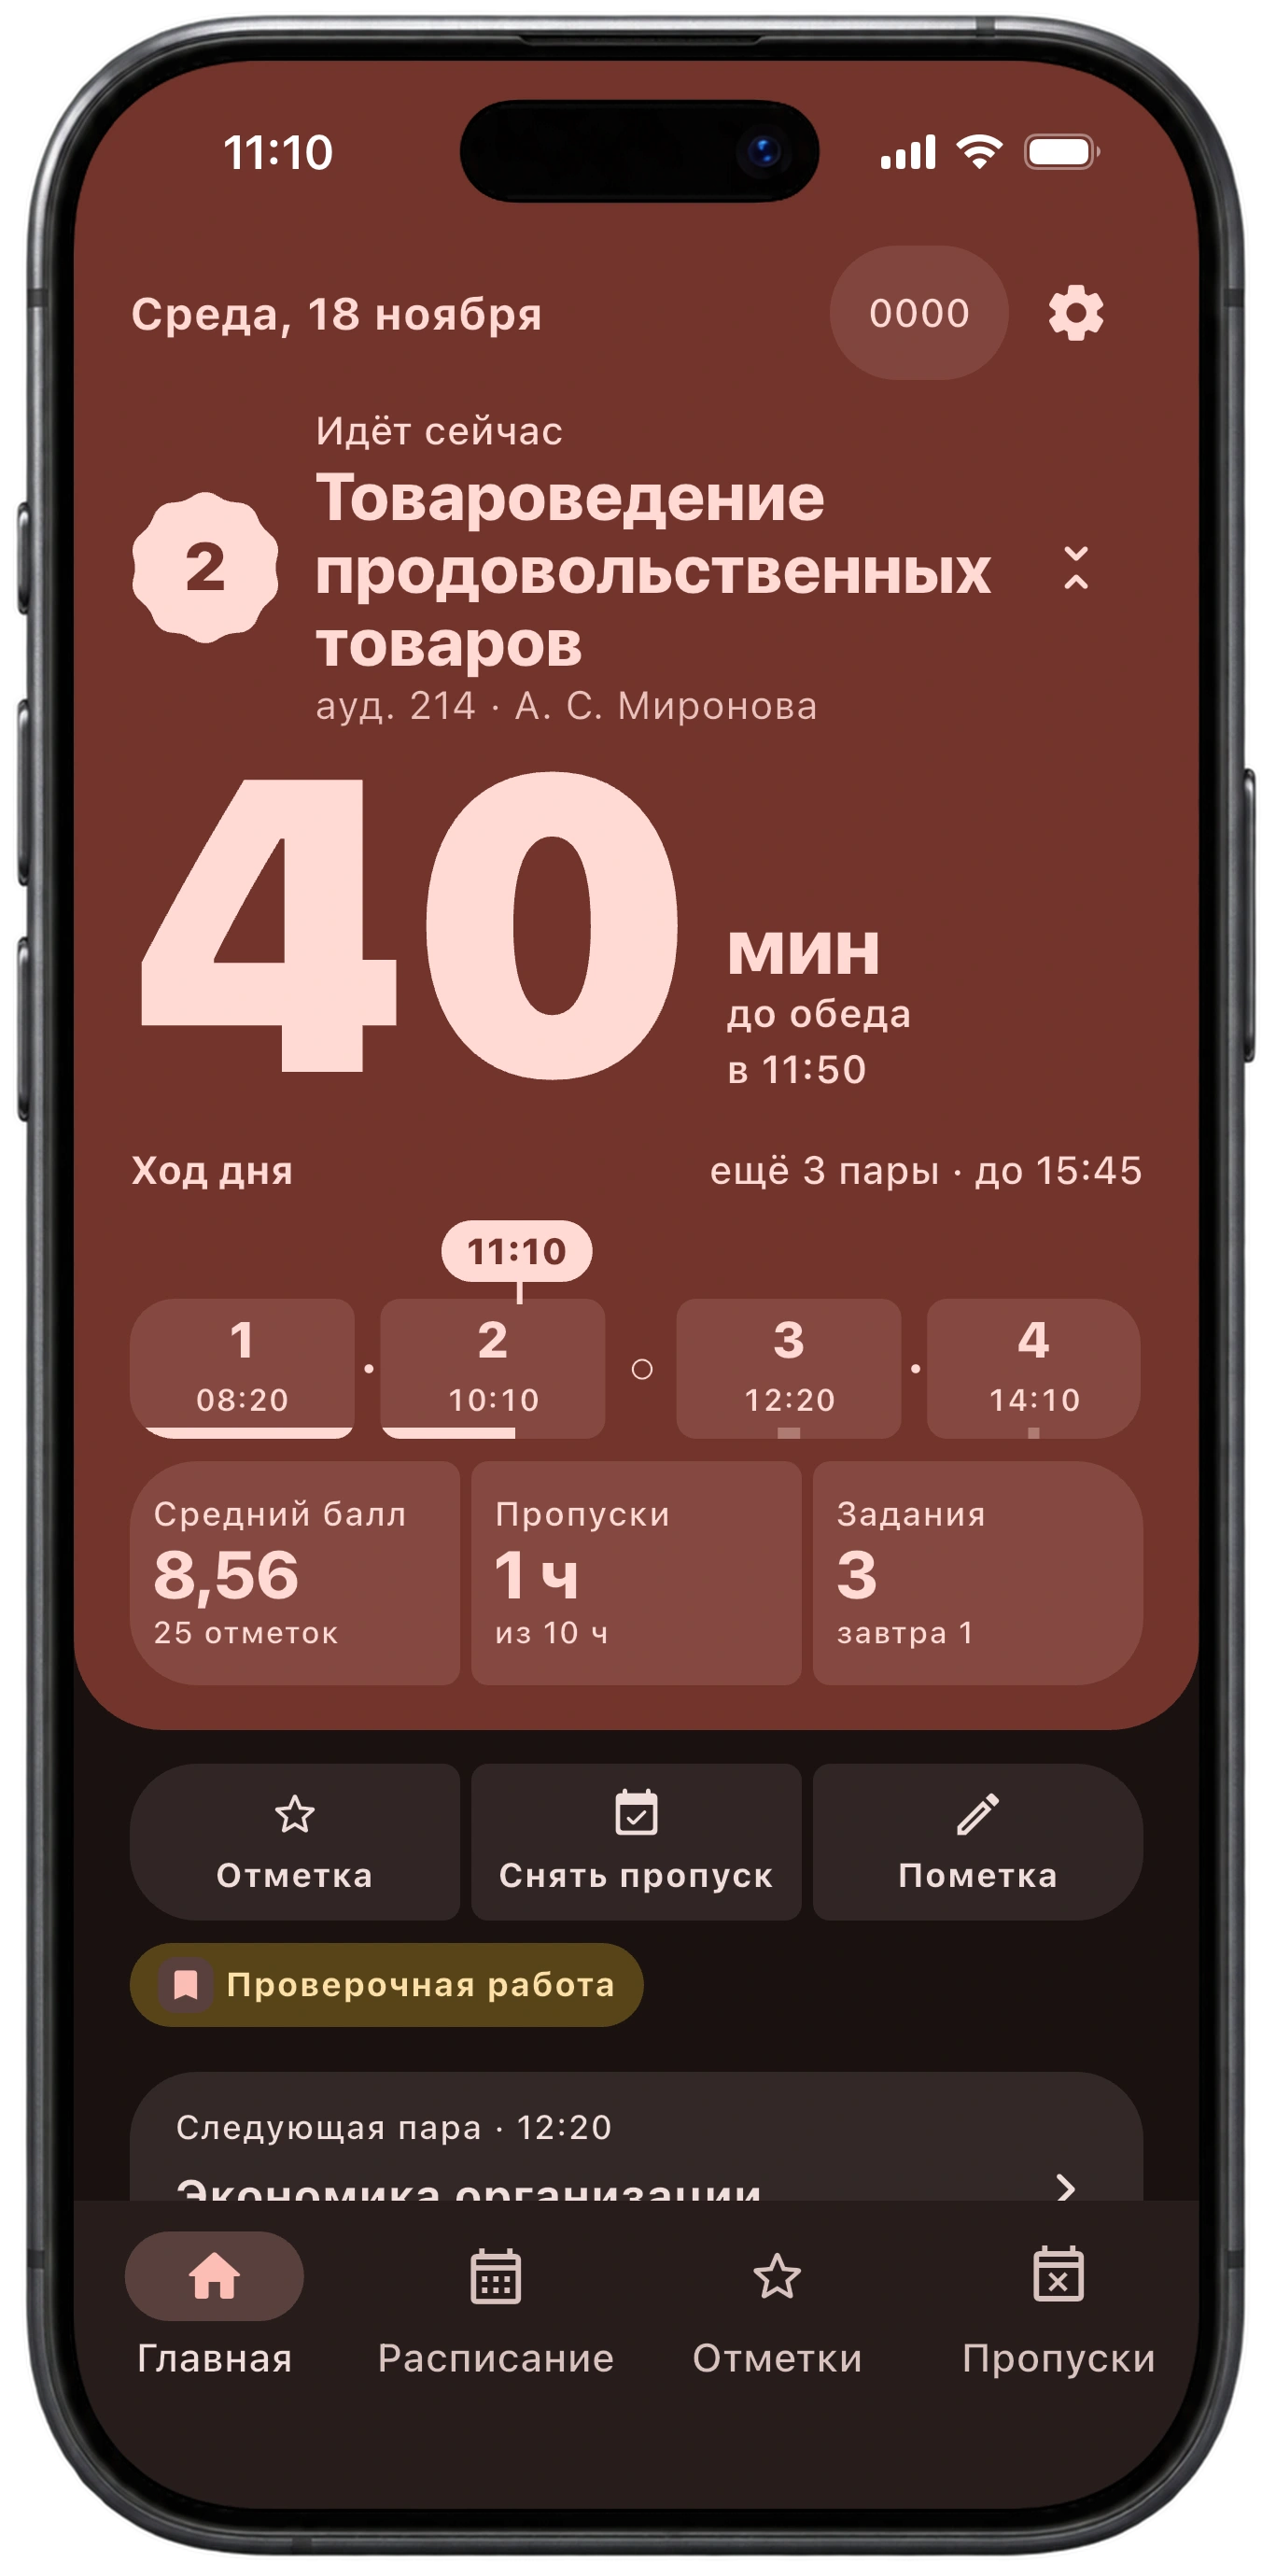 11:10
Среда, 18 ноября
0000
Идёт сейчас
2
Товароведение
продовольственных
товаров
ауд. 214 · А. С. Миронова
40
мин
до обеда
в 11:50
Ход дня
ещё 3 пары · до 15:45
11:10
1
08:20
2
10:10
3
12:20
4
14:10
Средний балл
8,56
25 отметок
Пропуски
1 ч
из 10 ч
Задания
3
завтра 1
Отметка
Снять пропуск
Пометка
Проверочная работа
Следующая пара · 12:20
Экономика организации
Главная
Расписание
Отметки
Пропуски